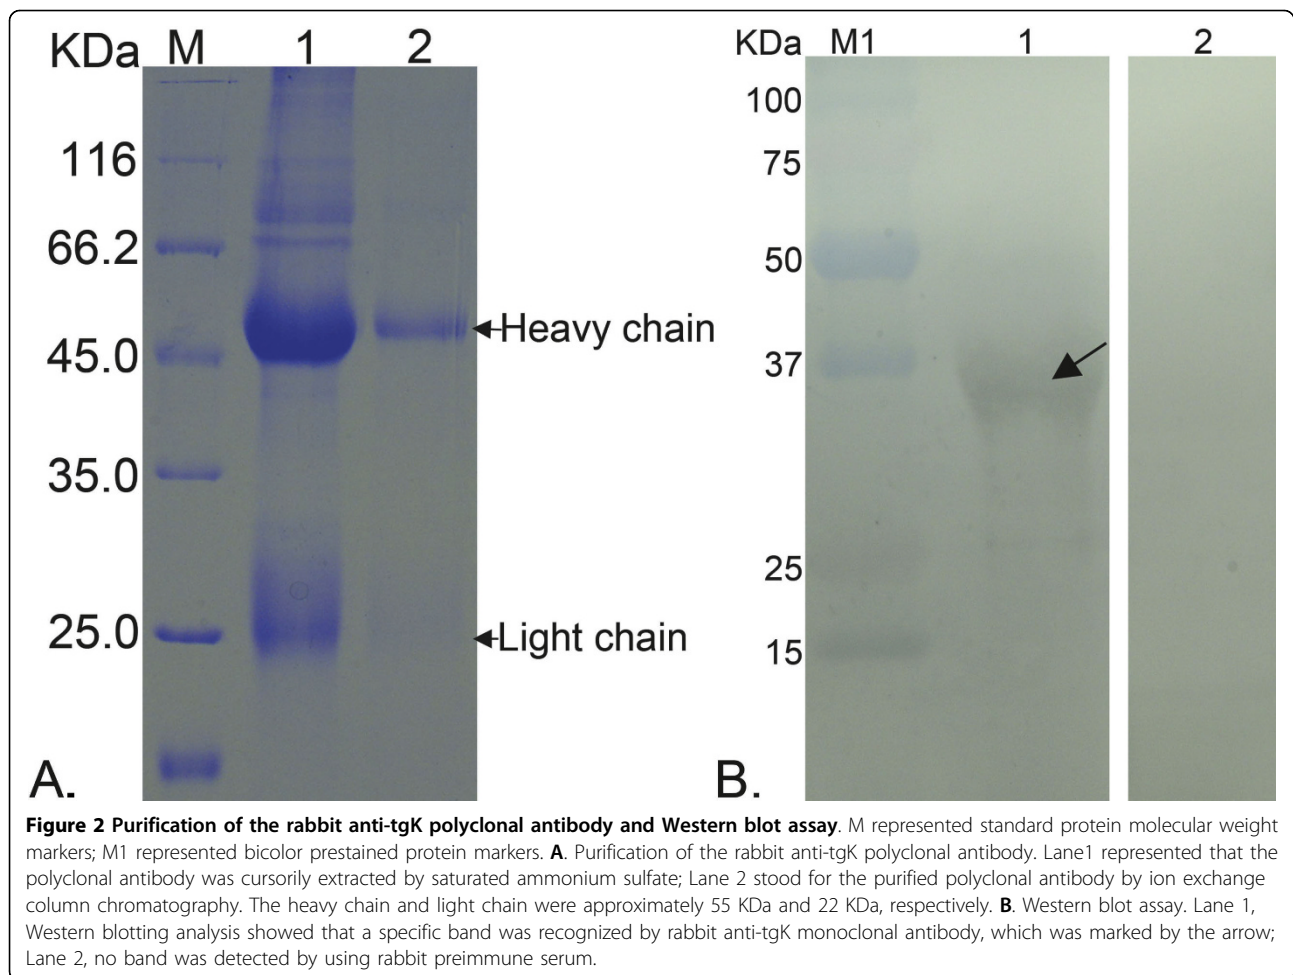 KDa M 1 2
116
66.2
45.0
35.0
25.0
Heavy chain
Light chain
A.
KDa M1 1 2
100
75
50
37
25
15
B.
Figure 2 Purification of the rabbit anti-tgK polyclonal antibody and Western blot assay. M represented standard protein molecular weight
markers; M1 represented bicolor prestained protein markers. A. Purification of the rabbit anti-tgK polyclonal antibody. Lane1 represented that the
polyclonal antibody was cursorily extracted by saturated ammonium sulfate; Lane 2 stood for the purified polyclonal antibody by ion exchange
column chromatography. The heavy chain and light chain were approximately 55 KDa and 22 KDa, respectively. B. Western blot assay. Lane 1,
Western blotting analysis showed that a specific band was recognized by rabbit anti-tgK monoclonal antibody, which was marked by the arrow;
Lane 2, no band was detected by using rabbit preimmune serum.